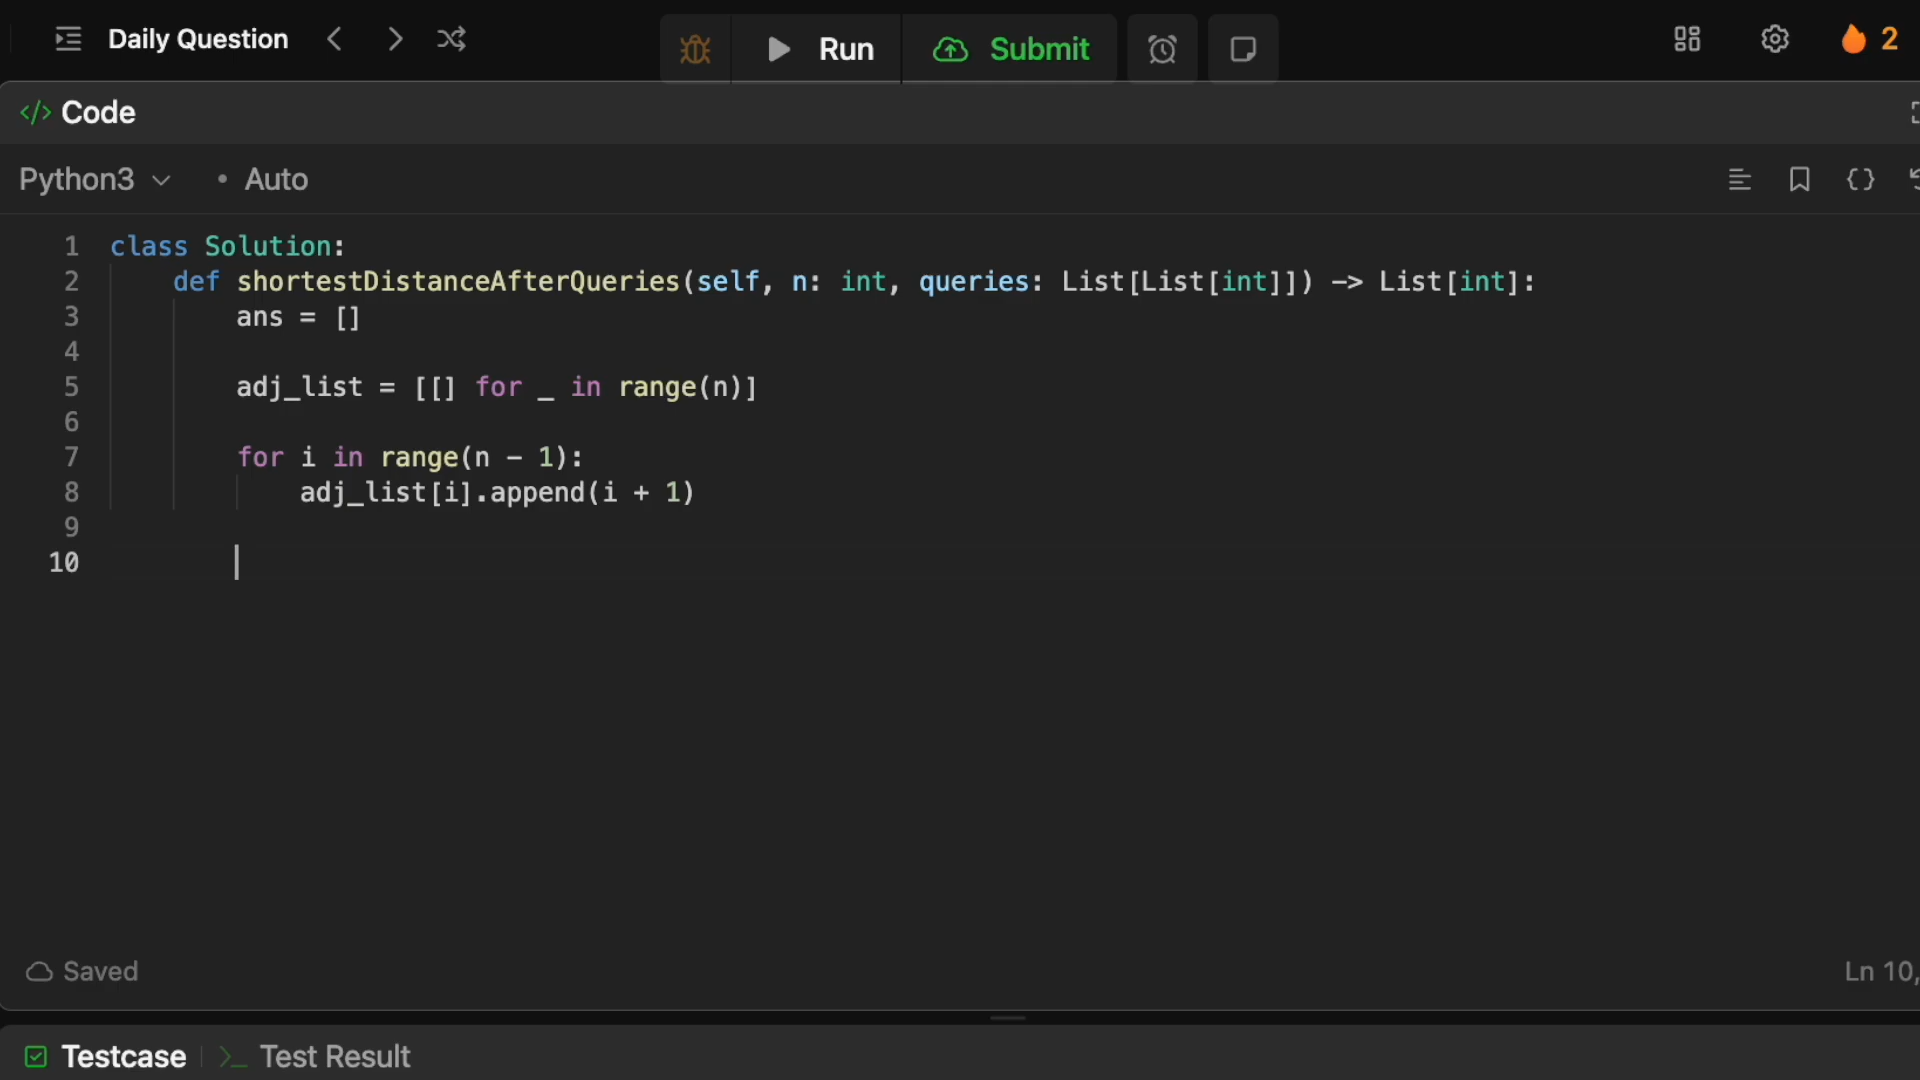 Daily Question
Run
Submit
2
</> Code
Python3 • Auto
1 class Solution:
2 def shortestDistanceAfterQueries(self, n: int, queries: List[List[int]]) -> List[int]:
3 ans = []
4
5 adj_list = [[] for _ in range(n)]
6
7 for i in range(n - 1):
8 adj_list[i].append(i + 1)
9
10
Saved
Ln 10,
Testcase
>_ Test Result